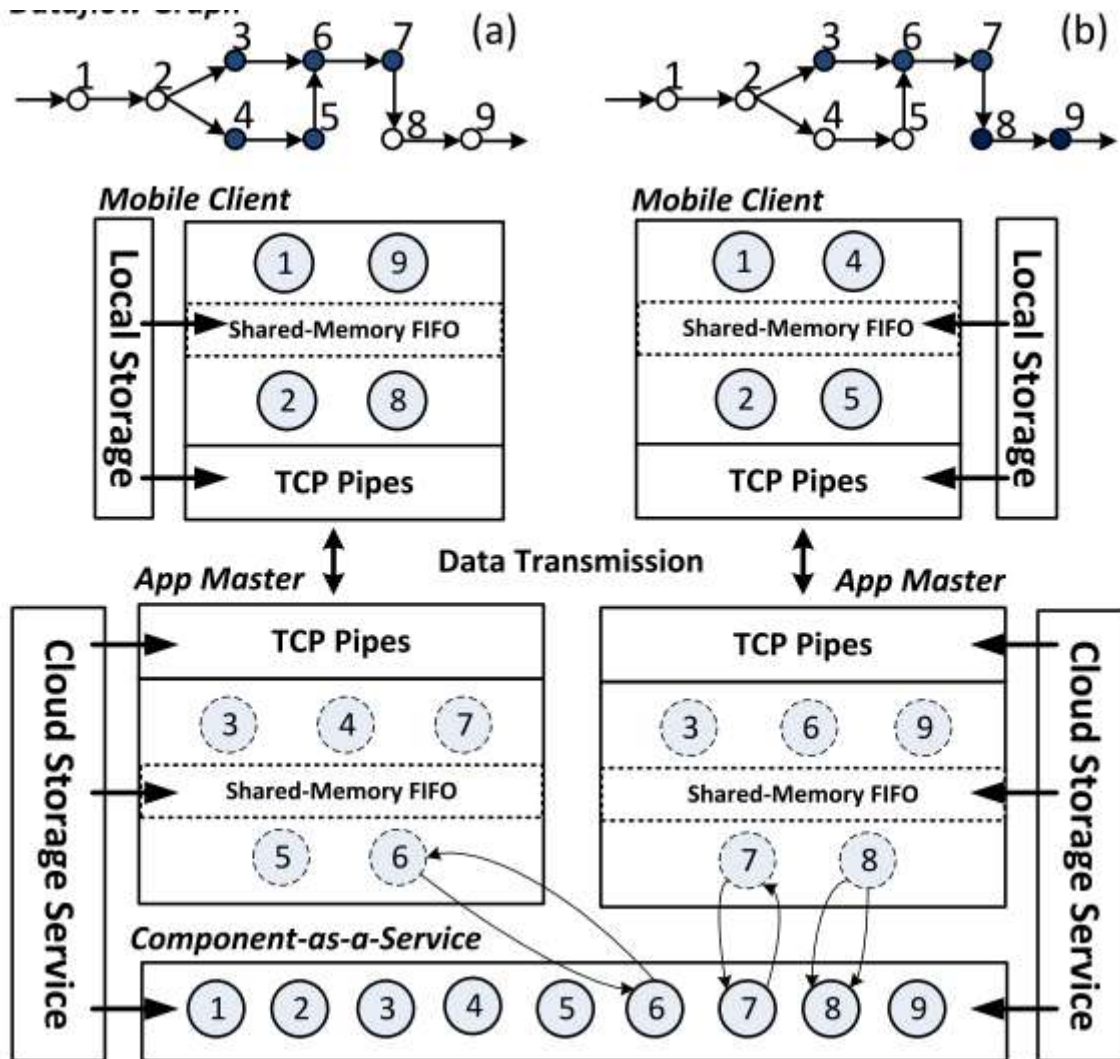 Dataflow Graph
(a)
(b)
1 2 3 6 7
4 5 8 9
1 2 3 6 7
4 5 8 9
Mobile Client
Mobile Client
Local Storage
1 9
Shared-Memory FIFO
2 8
TCP Pipes
1 4
Shared-Memory FIFO
2 5
TCP Pipes
Local Storage
Data Transmission
App Master
App Master
Cloud Storage Service
TCP Pipes
3 4 7
Shared-Memory FIFO
5 6
TCP Pipes
3 6 9
Shared-Memory FIFO
7 8
Cloud Storage Service
Component-as-a-Service
1 2 3 4 5 6 7 8 9